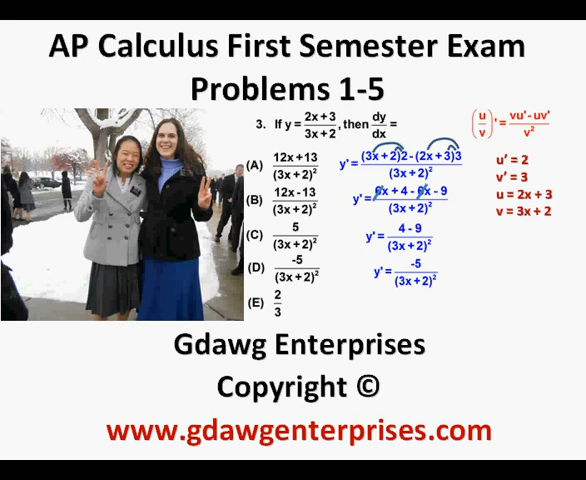 AP Calculus First Semester Exam
Problems 1-5
3. If y = 2x + 3 / 3x + 2, then dy/dx =
(u/v)' = vu' - uv' / v²
(A) 12x + 13 / (3x + 2)²
(B) 12x - 13 / (3x + 2)²
(C) 5 / (3x + 2)²
(D) -5 / (3x + 2)²
(E) 2/3
y' = (3x + 2)2 - (2x + 3)3 / (3x + 2)²
y' = 6x + 4 - 6x - 9 / (3x + 2)²
y' = 4 - 9 / (3x + 2)²
y' = -5 / (3x + 2)²
u' = 2
v' = 3
u = 2x + 3
v = 3x + 2
Gdawg Enterprises
Copyright ©
www.gdawgenterprises.com